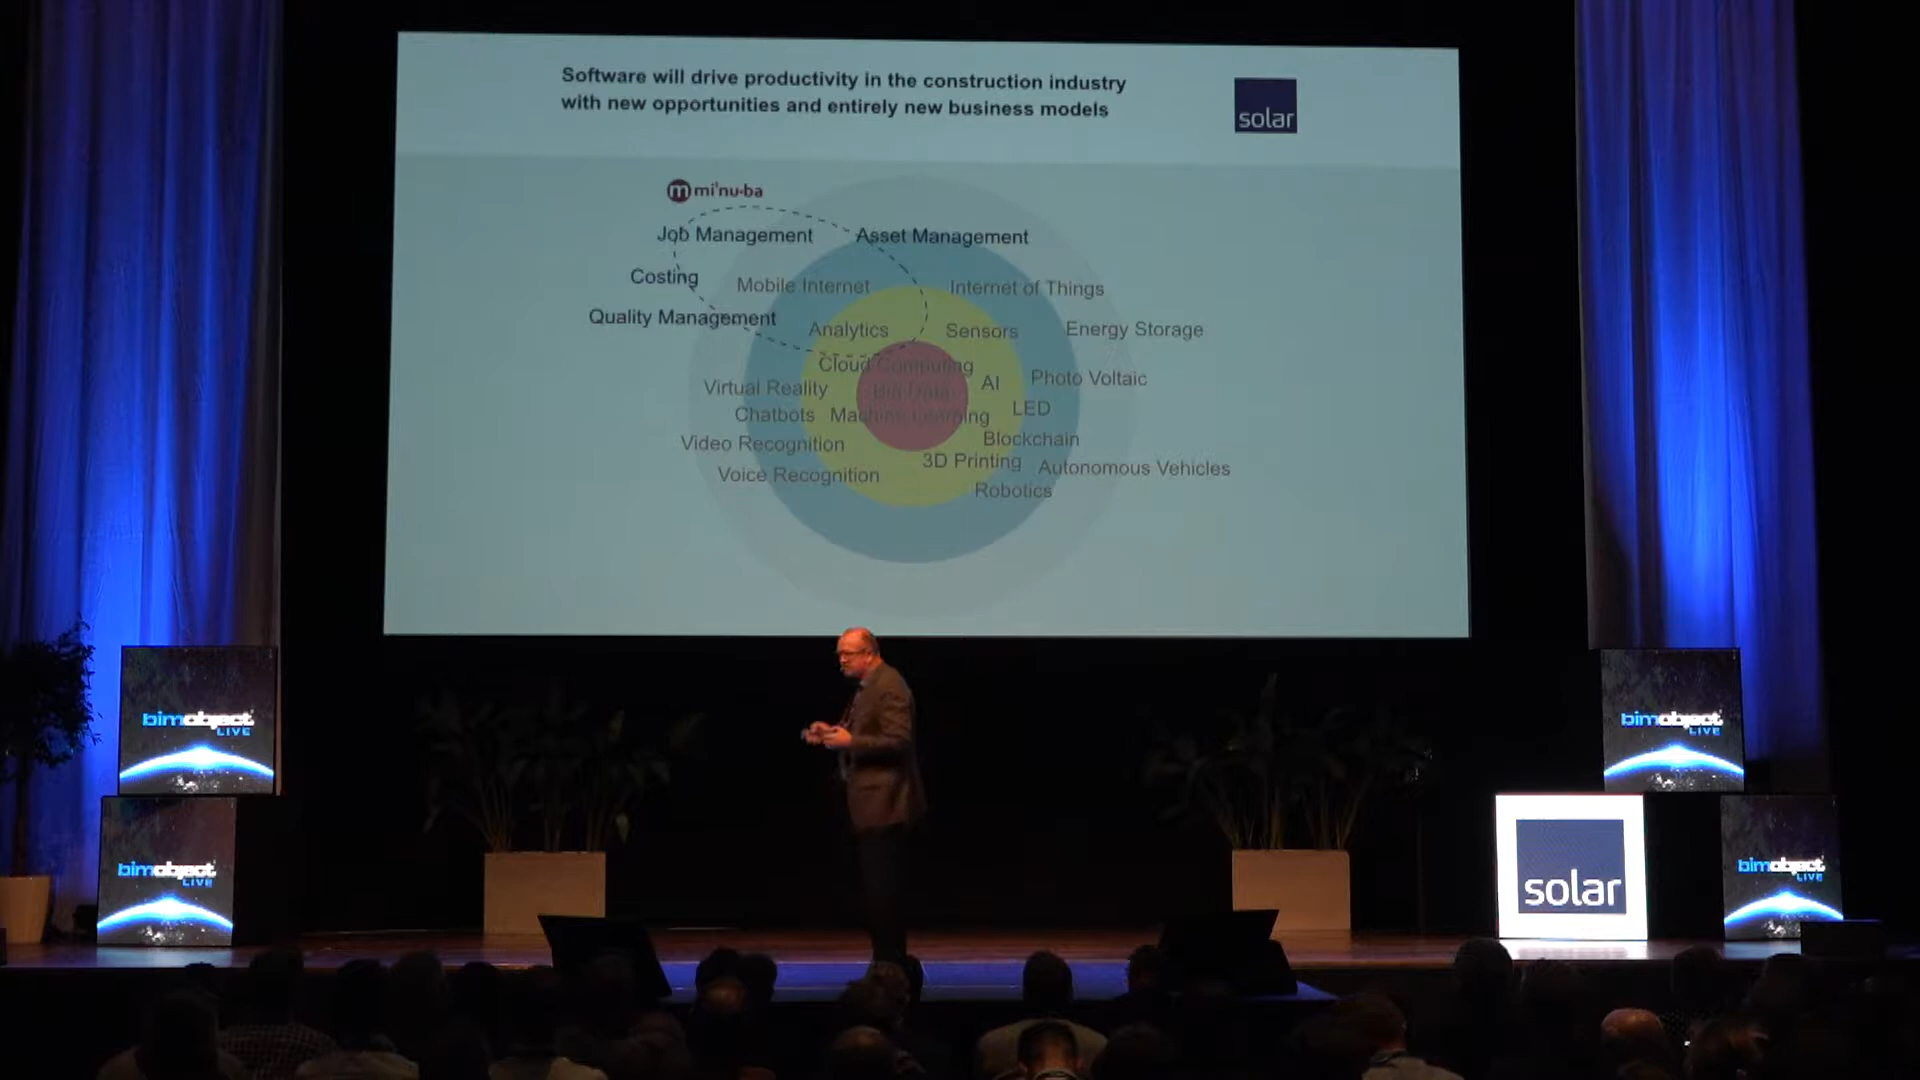 Software will drive productivity in the construction industry
with new opportunities and entirely new business models
solar
m mi'nu-ba
Job Management
Asset Management
Costing
Mobile Internet
Internet of Things
Quality Management
Analytics
Sensors
Energy Storage
Cloud Computing
Virtual Reality
Big Data
AI
Photo Voltaic
Chatbots
Machine Learning
LED
Video Recognition
Blockchain
3D Printing
Autonomous Vehicles
Voice Recognition
Robotics
bimobject
LIVE
bimobject
LIVE
bimobject
LIVE
solar
bimobject
LIVE